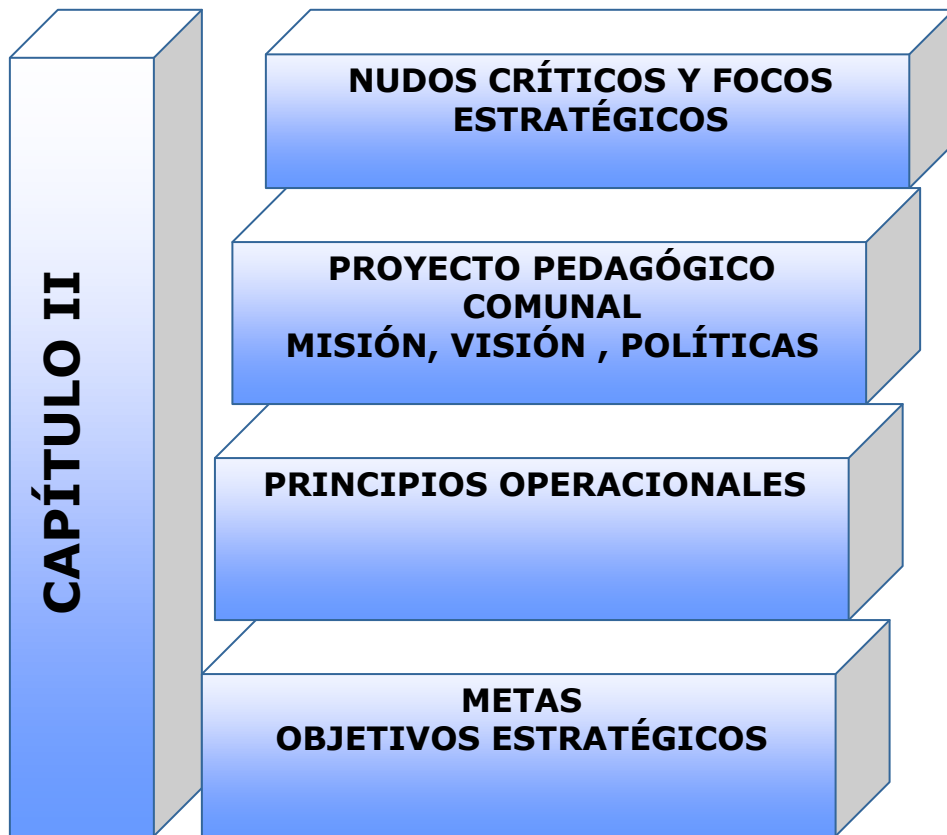 CAPÍTULO II
NUDOS CRÍTICOS Y FOCOS
ESTRATÉGICOS
PROYECTO PEDAGÓGICO
COMUNAL
MISIÓN, VISIÓN , POLÍTICAS
PRINCIPIOS OPERACIONALES
METAS
OBJETIVOS ESTRATÉGICOS